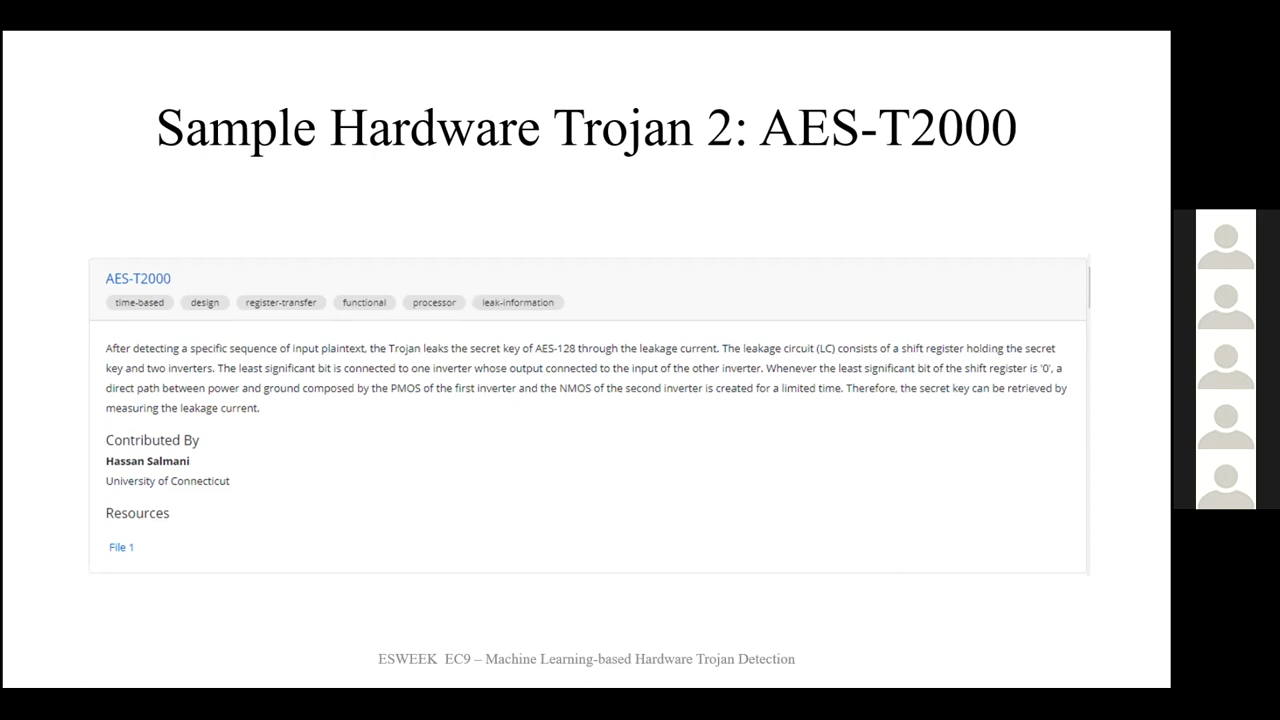 Sample Hardware Trojan 2: AES-T2000
AES-T2000
time-based design register-transfer functional processor leak-information
After detecting a specific sequence of input plaintext, the Trojan leaks the secret key of AES-128 through the leakage current. The leakage circuit (LC) consists of a shift register holding the secret
key and two inverters. The least significant bit is connected to one inverter whose output connected to the input of the other inverter. Whenever the least significant bit of the shift register is '0', a
direct path between power and ground composed by the PMOS of the first inverter and the NMOS of the second inverter is created for a limited time. Therefore, the secret key can be retrieved by
measuring the leakage current.
Contributed By
Hassan Salmani
University of Connecticut
Resources
File 1
ESWEEK EC9 – Machine Learning-based Hardware Trojan Detection